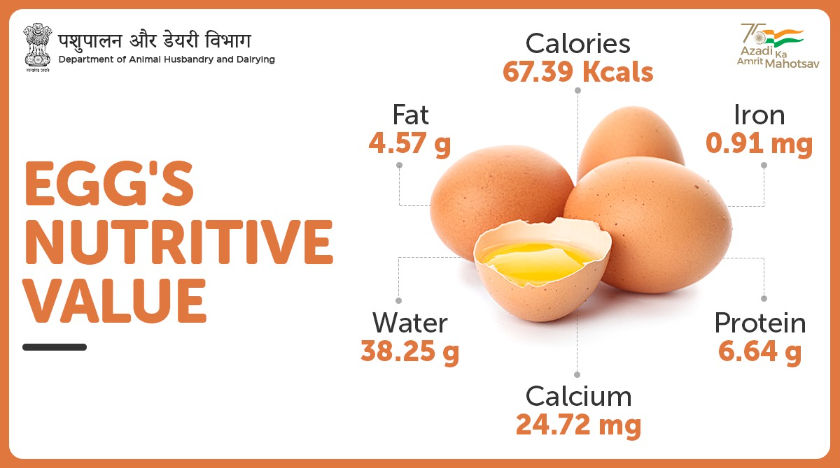 पशुपालन और डेयरी विभाग
Department of Animal Husbandry and Dairying
75
Azadi
Ka
Amrit Mahotsav
EGG'S
NUTRITIVE
VALUE
Calories
67.39 Kcals
Fat
4.57 g
Iron
0.91 mg
Water
38.25 g
Protein
6.64 g
Calcium
24.72 mg